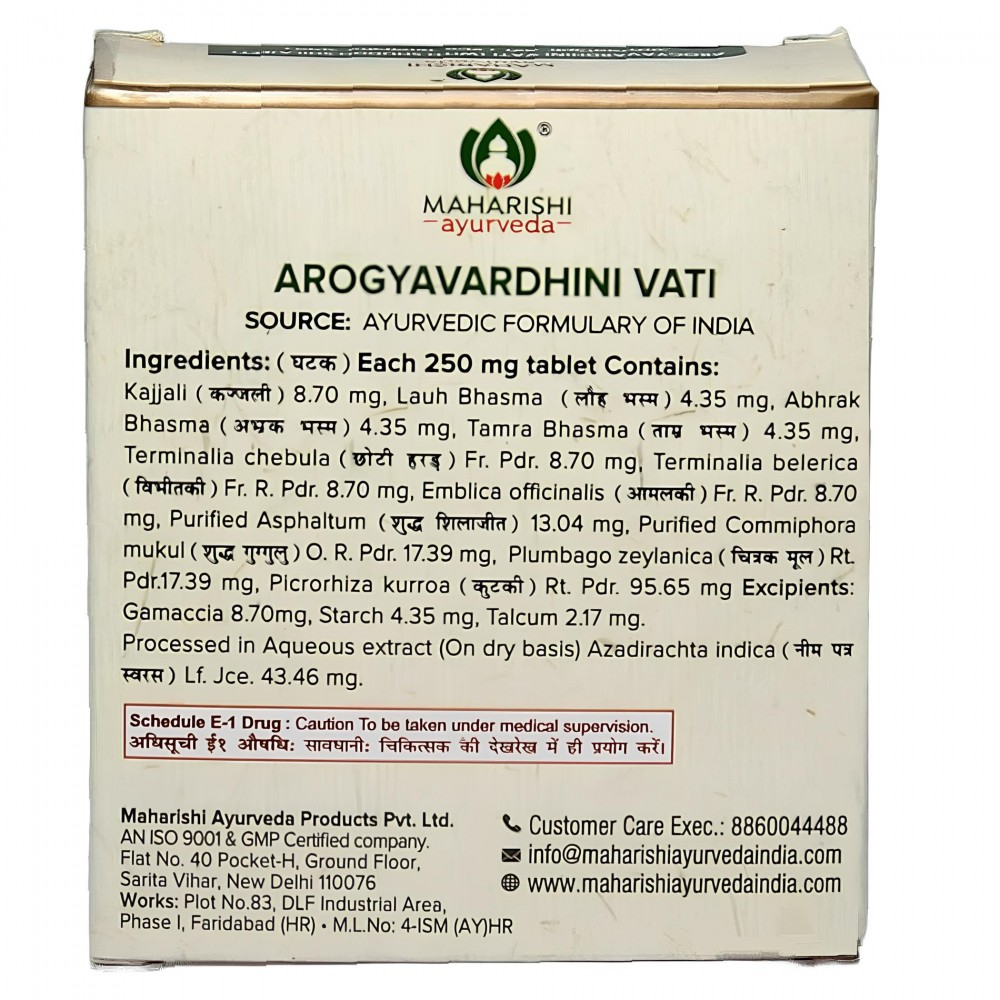 MAHARISHI
®
MAHARISHI
ayurveda
AROGYAVARDHINI VATI
SOURCE: AYURVEDIC FORMULARY OF INDIA
Ingredients: ( घटक ) Each 250 mg tablet Contains:
Kajjali ( कज्जली ) 8.70 mg, Lauh Bhasma ( लौह भस्म ) 4.35 mg, Abhrak
Bhasma ( अभ्रक भस्म ) 4.35 mg, Tamra Bhasma ( ताम्र भस्म ) 4.35 mg,
Terminalia chebula ( छोटी हरड़ ) Fr. Pdr. 8.70 mg, Terminalia belerica
( विभीतकी ) Fr. R. Pdr. 8.70 mg, Emblica officinalis ( आमलकी ) Fr. R. Pdr. 8.70
mg, Purified Asphaltum ( शुद्ध शिलाजीत ) 13.04 mg, Purified Commiphora
mukul ( शुद्ध गुग्गुलु ) O. R. Pdr. 17.39 mg, Plumbago zeylanica ( चित्रक मूल ) Rt.
Pdr.17.39 mg, Picrorhiza kurroa ( कुटकी ) Rt. Pdr. 95.65 mg Excipients:
Gamaccia 8.70mg, Starch 4.35 mg, Talcum 2.17 mg.
Processed in Aqueous extract (On dry basis) Azadirachta indica ( नीम पत्र
स्वरस ) Lf. Jce. 43.46 mg.
Schedule E-1 Drug : Caution To be taken under medical supervision.
अधिसूची ई१ औषधि: सावधानी: चिकित्सक की देखरेख में ही प्रयोग करें।
Maharishi Ayurveda Products Pvt. Ltd.
AN ISO 9001 & GMP Certified company.
Flat No. 40 Pocket-H, Ground Floor,
Sarita Vihar, New Delhi 110076
Works: Plot No.83, DLF Industrial Area,
Phase I, Faridabad (HR) • M.L.No: 4-ISM (AY)HR
Customer Care Exec.: 8860044488
info@maharishiayurvedaindia.com
www.maharishiayurvedaindia.com